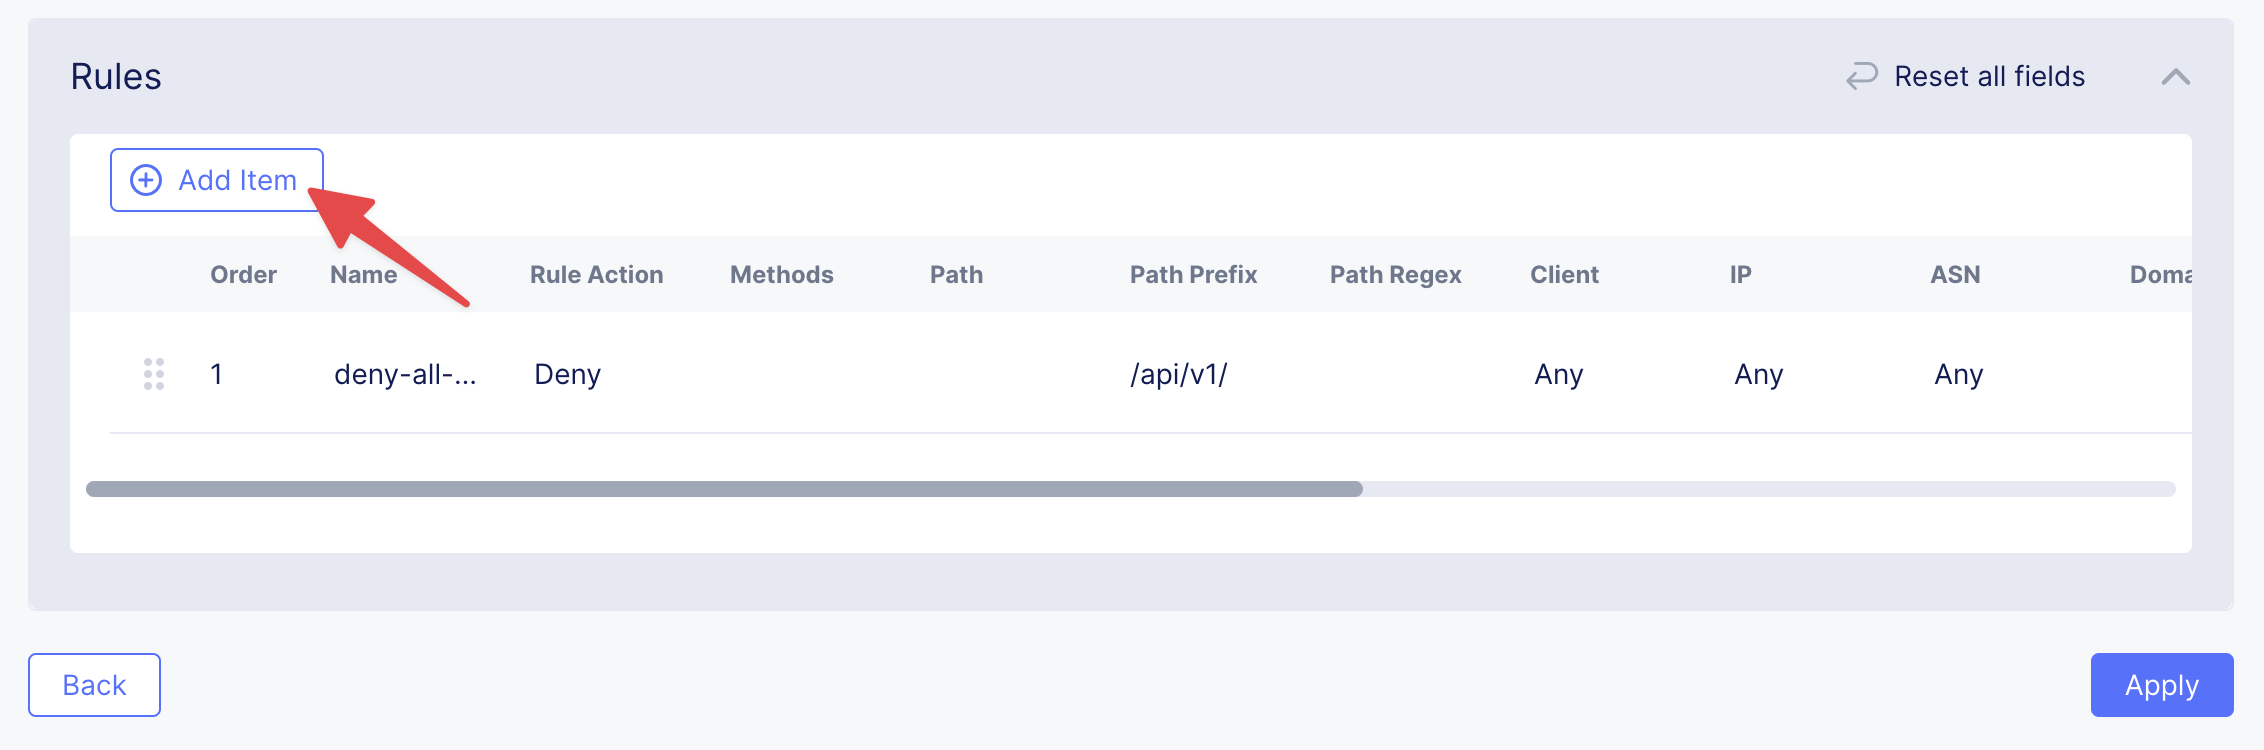 Rules Reset all fields
Add Item
Order Name Rule Action Methods Path Path Prefix Path Regex Client IP ASN Doma
1 deny-all-... Deny /api/v1/ Any Any Any
Back Apply